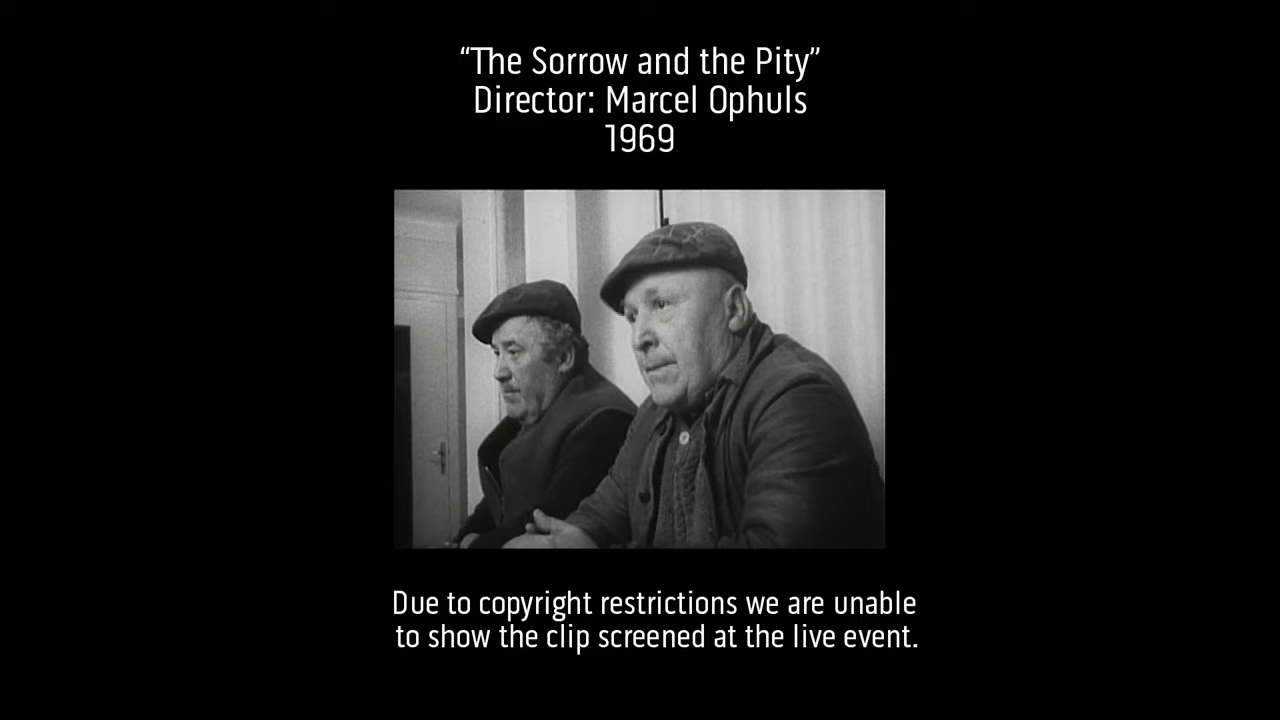 “The Sorrow and the Pity”
Director: Marcel Ophuls
1969
Due to copyright restrictions we are unable
to show the clip screened at the live event.